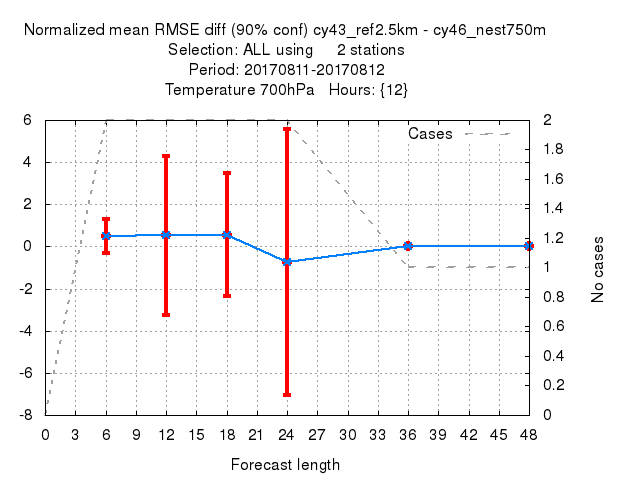 Normalized mean RMSE diff (90% conf) cy43_ref2.5km - cy46_nest750m
Selection: ALL using 2 stations
Period: 20170811-20170812
Temperature 700hPa Hours: {12}
Cases
6
4
2
0
-2
-4
-6
-8
2
1.8
1.6
1.4
1.2
1
0.8
0.6
0.4
0.2
0
No cases
0 3 6 9 12 15 18 21 24 27 30 33 36 39 42 45 48
Forecast length